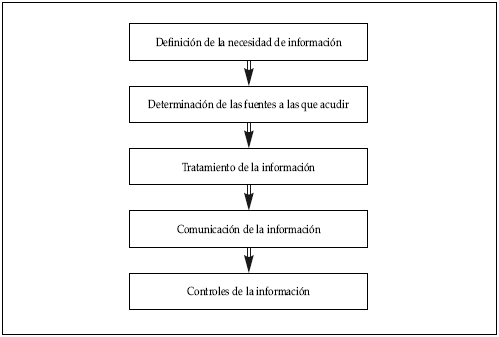 Definición de la necesidad de información
Determinación de las fuentes a las que acudir
Tratamiento de la información
Comunicación de la información
Controles de la información